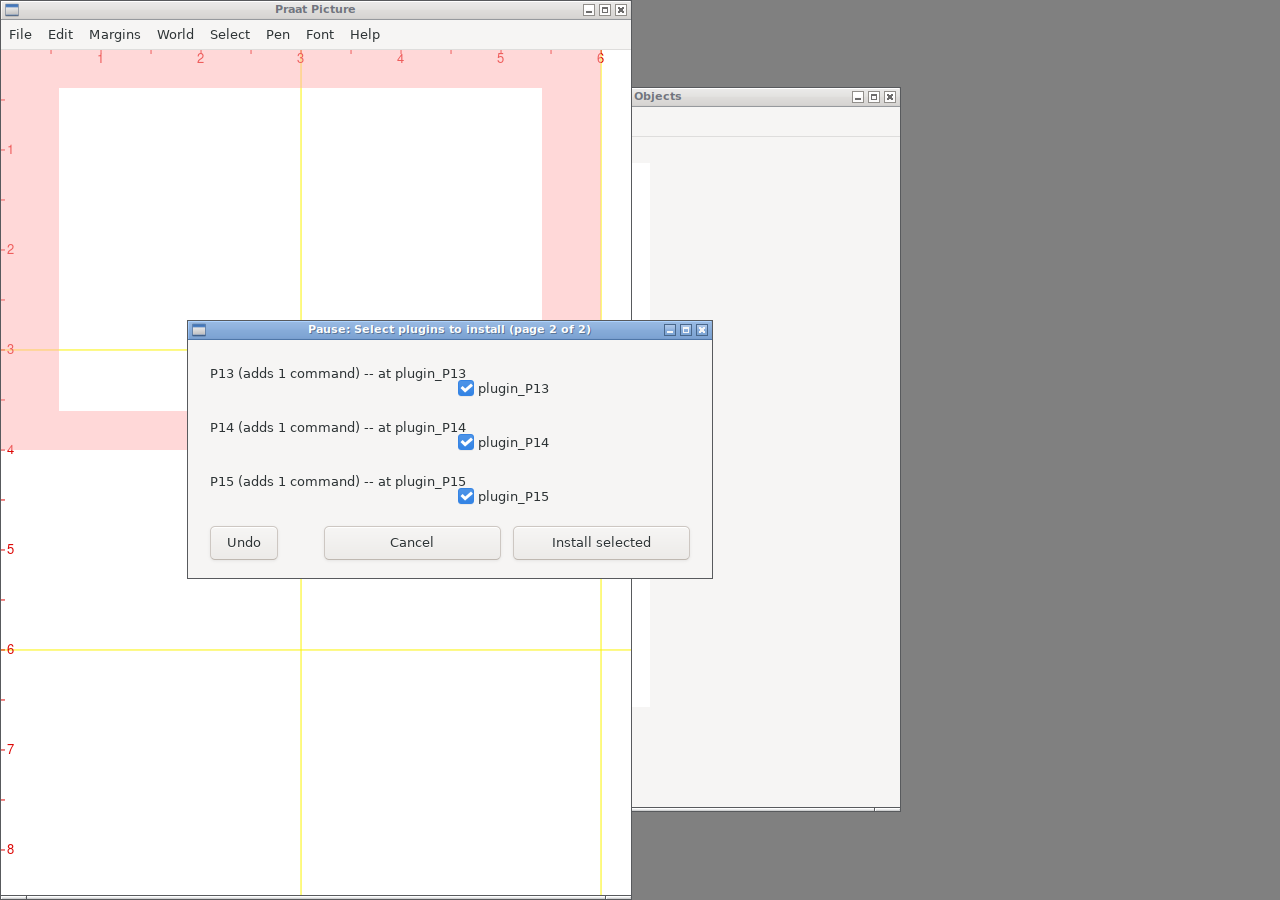 Praat Picture
File Edit Margins World Select Pen Font Help
1 2 3 4 5 6
1
2
3
4
5
6
7
8
Objects
Pause: Select plugins to install (page 2 of 2)
P13 (adds 1 command) -- at plugin_P13
plugin_P13
P14 (adds 1 command) -- at plugin_P14
plugin_P14
P15 (adds 1 command) -- at plugin_P15
plugin_P15
Undo Cancel Install selected